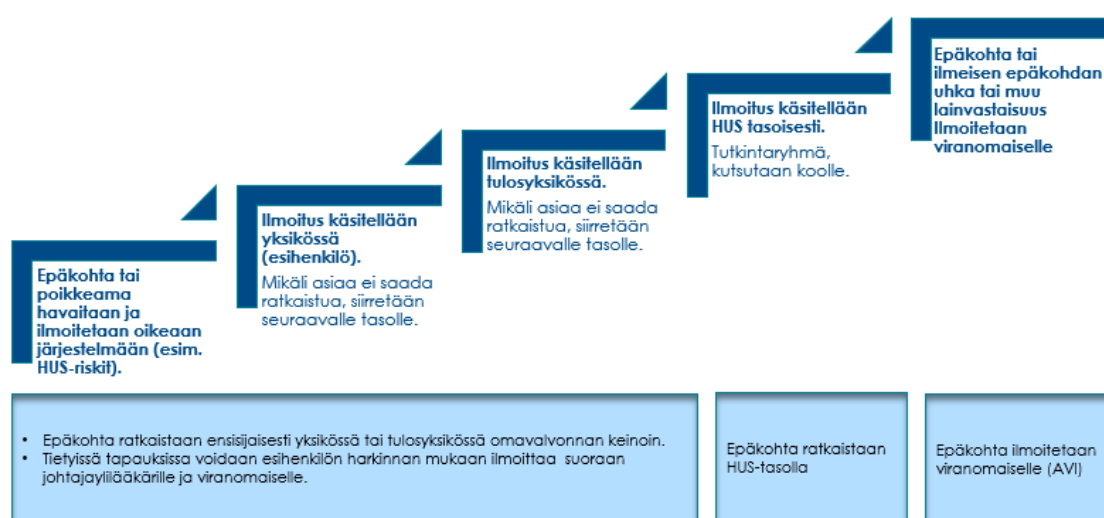 Epäkohta tai
poikkeama
havaitaan ja
ilmoitetaan oikeaan
järjestelmään (esim.
HUS-riskit).
Ilmoitus käsitellään
yksikössä
(esihenkilö).
Mikäli asiaa ei saada
ratkaistua, siirretään
seuraavalle tasolle.
Ilmoitus käsitellään
tulosyksikössä.
Mikäli asiaa ei saada
ratkaistua, siirretään
seuraavalle tasolle.
Ilmoitus käsitellään
HUS tasoisesti.
Tutkintaryhmä,
kutsutaan koolle.
Epäkohta tai
ilmeisen epäkohdan
uhka tai muu
lainvastaisuus
Ilmoitetaan
viranomaiselle
• Epäkohta ratkaistaan ensisijaisesti yksikössä tai tulosyksikössä omavalvonnan keinoin.
• Tietyissä tapauksissa voidaan esihenkilön harkinnan mukaan ilmoittaa suoraan
johtajaylilääkärille ja viranomaiselle.
Epäkohta ratkaistaan
HUS-tasolla
Epäkohta ilmoitetaan
viranomaiselle (AVI)